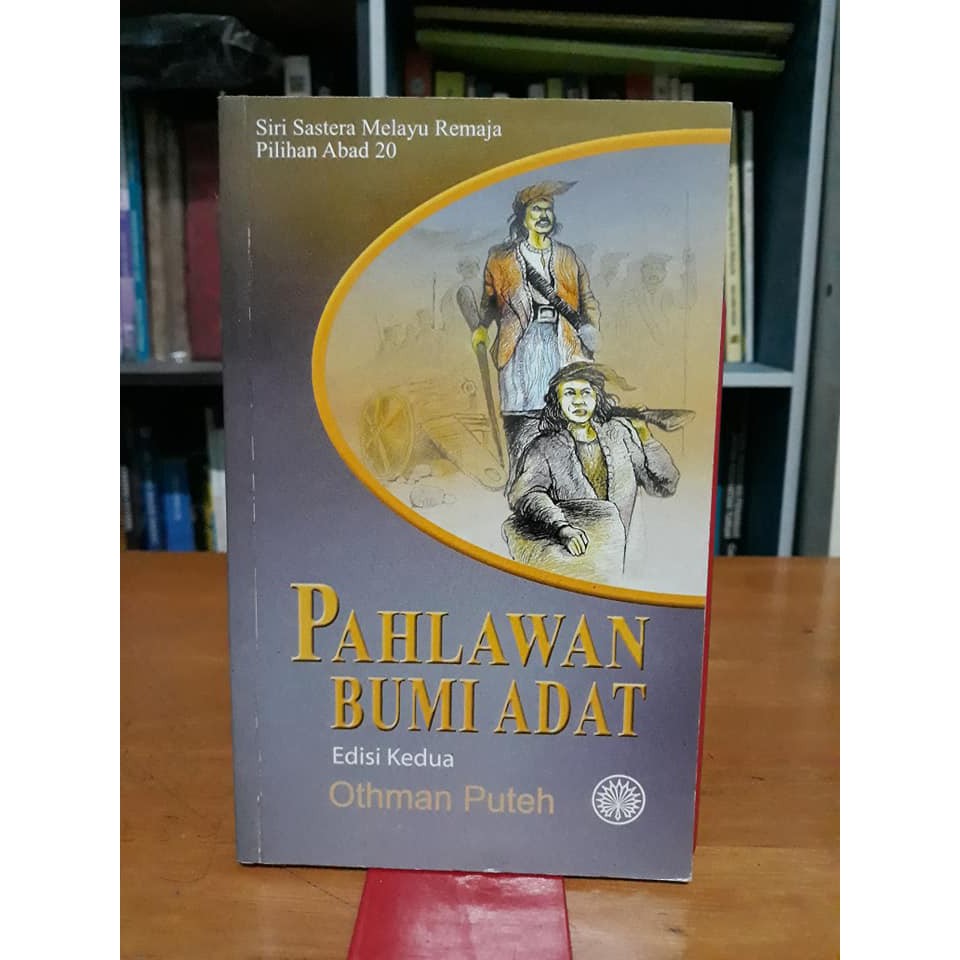 Siri Sastera Melayu Remaja
Pilihan Abad 20
PAHLAWAN
BUMI ADAT
Edisi Kedua
Othman Puteh